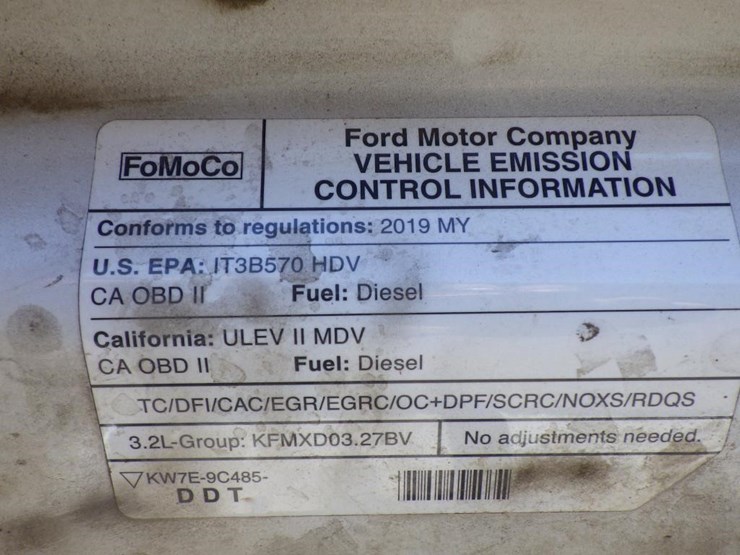 FoMoCo
Ford Motor Company
VEHICLE EMISSION
CONTROL INFORMATION
Conforms to regulations: 2019 MY
U.S. EPA: IT3B570 HDV
CA OBD II Fuel: Diesel
California: ULEV II MDV
CA OBD II Fuel: Diesel
TC/DFI/CAC/EGR/EGRC/OC+DPF/SCRC/NOXS/RDQS
3.2L-Group: KFMXD03.27BV No adjustments needed.
KW7E-9C485-
DDT